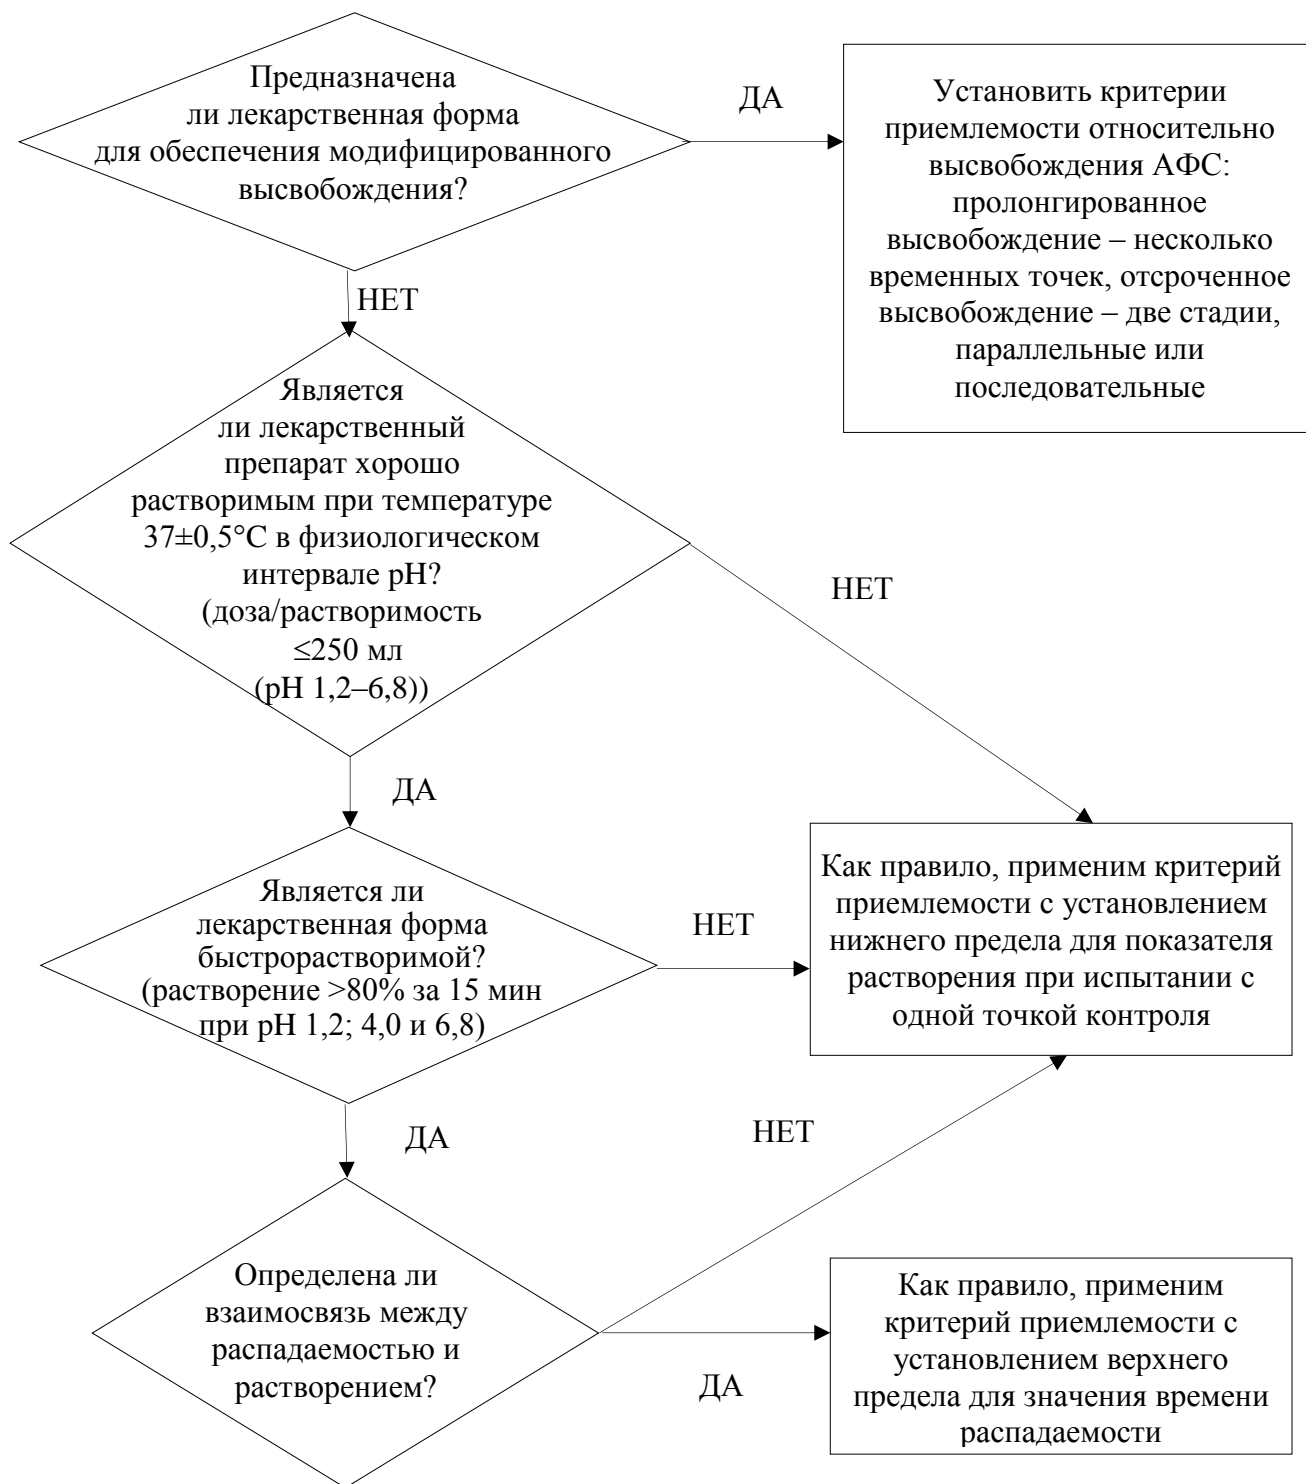 Предназначена
ли лекарственная форма
для обеспечения модифицированного
высвобождения?
ДА
Установить критерии
приемлемости относительно
высвобождения АФС:
пролонгированное
высвобождение – несколько
временных точек, отсроченное
высвобождение – две стадии,
параллельные или
последовательные
НЕТ
Является
ли лекарственный
препарат хорошо
растворимым при температуре
37±0,5°С в физиологическом
интервале рН?
(доза/растворимость
≤250 мл
(рН 1,2–6,8))
НЕТ
ДА
Является ли
лекарственная форма
быстрорастворимой?
(растворение >80% за 15 мин
при рН 1,2; 4,0 и 6,8)
НЕТ
Как правило, применим критерий
приемлемости с установлением
нижнего предела для показателя
растворения при испытании с
одной точкой контроля
ДА
НЕТ
Определена ли
взаимосвязь между
распадаемостью и
растворением?
ДА
Как правило, применим
критерий приемлемости с
установлением верхнего
предела для значения времени
распадаемости